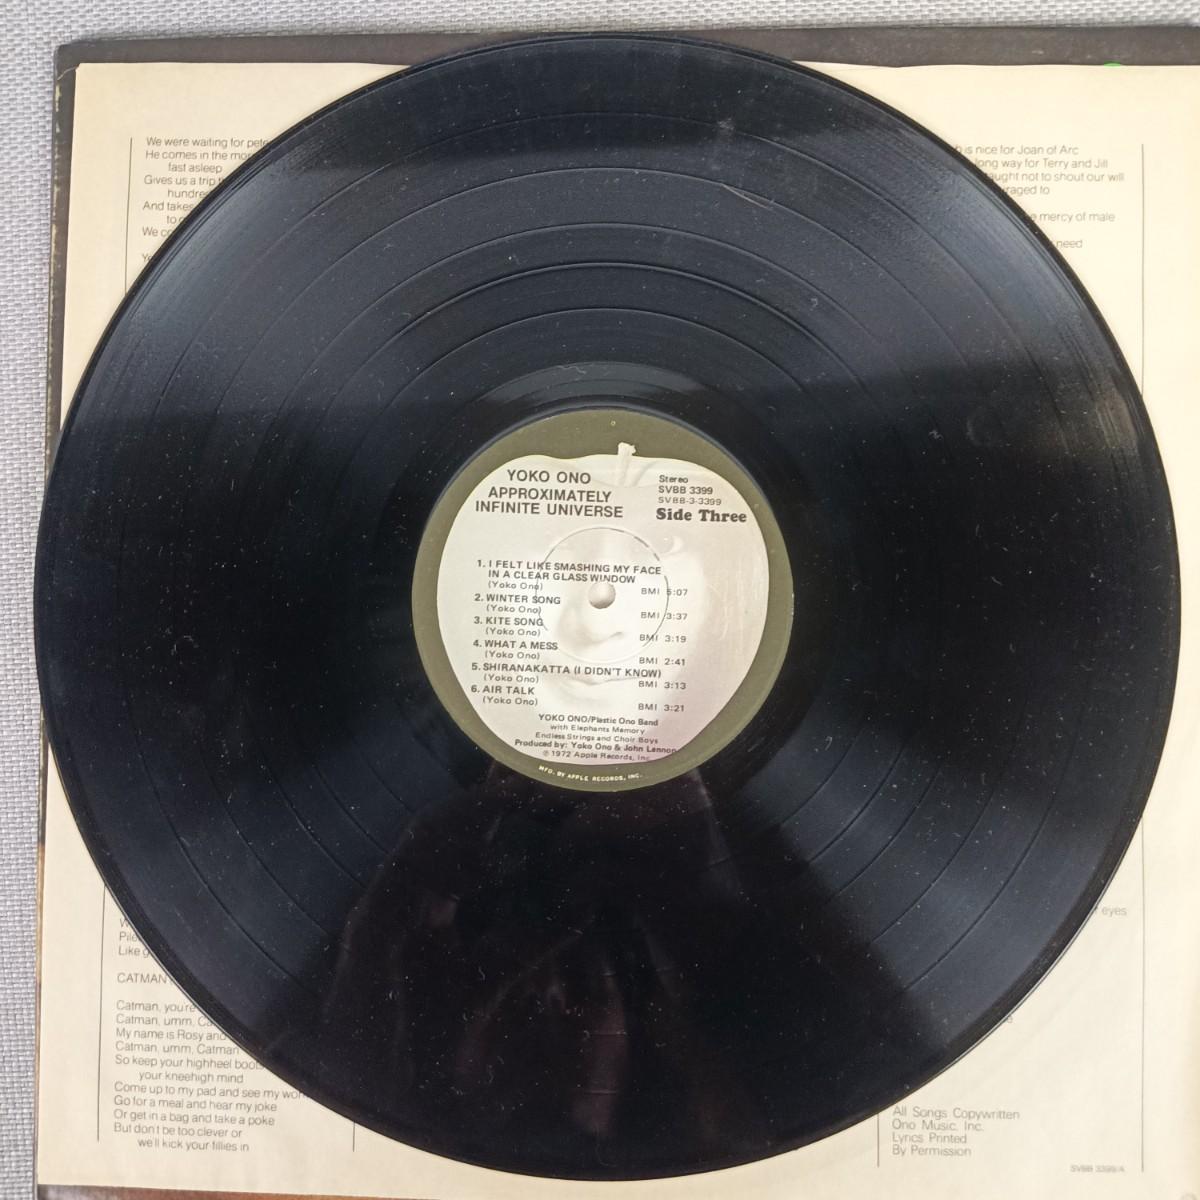 We were waiting for
He comes in the
fast asleep
Gives us a trip
And takes
We
is nice for Joan of Arc
long way for Terry and Jill
taught not to shout our will
to
mercy of male
need
YOKO ONO
APPROXIMATELY
INFINITE UNIVERSE
Stereo
SVBB 3399
SVBB-3-3399
Side Three
1. I FELT LIKE SMASHING MY FACE
IN A CLEAR GLASS WINDOW
(Yoko Ono)
BMI 5:07
2. WINTER SONG
(Yoko Ono)
BMI 3:37
3. KITE SONG
(Yoko Ono)
BMI 3:19
4. WHAT A MESS
(Yoko Ono)
BMI 2:41
5. SHIRANAKATTA (I DIDN'T KNOW)
(Yoko Ono)
BMI 3:13
6. AIR TALK
(Yoko Ono)
BMI 3:21
YOKO ONO/Plastic Ono Band
with Elephants Memory
Endless Strings and Choir Boys
Produced by: Yoko Ono & John Lennon
℗ 1972 Apple Records, Inc.
MFG. BY APPLE RECORDS, INC.
Like
CATMAN
Catman, you're
Catman, umm,
My name is Rosy and
Catman, umm, Catman
So keep your highheel boots
your kneehigh mind
Come up to my pad and see my
Go for a meal and hear my joke
Or get in a bag and take a poke
But don't be too clever or
we'll kick your fillies in
eyes
All Songs Copywritten
Ono Music, Inc.
Lyrics Printed
By Permission
SVBB 3399/A